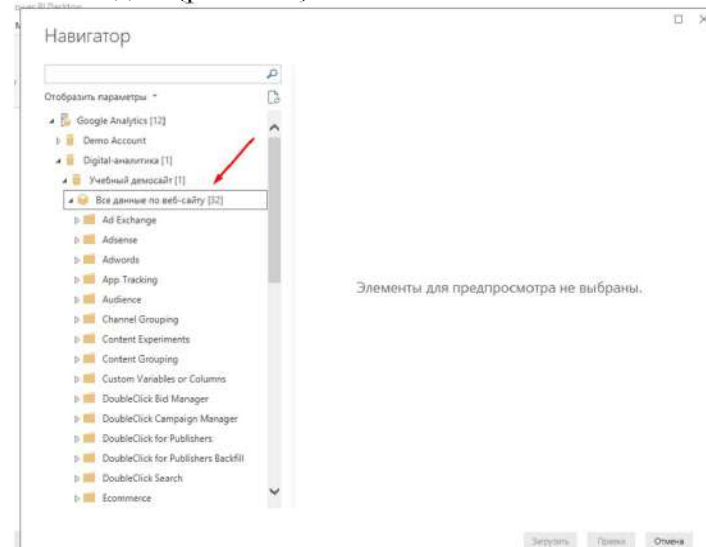 Навигатор
Отобразить параметры
Google Analytics [12]
Demo Account
Digital-аналитика [1]
Учебный демосайт [1]
Все данные по веб-сайту [32]
Ad Exchange
Adsense
Adwords
App Tracking
Audience
Channel Grouping
Content Experiments
Content Grouping
Custom Variables or Columns
DoubleClick Bid Manager
DoubleClick Campaign Manager
DoubleClick for Publishers
DoubleClick for Publishers Backfill
DoubleClick Search
Ecommerce
Элементы для предпросмотра не выбраны.
Загрузить
Отмена